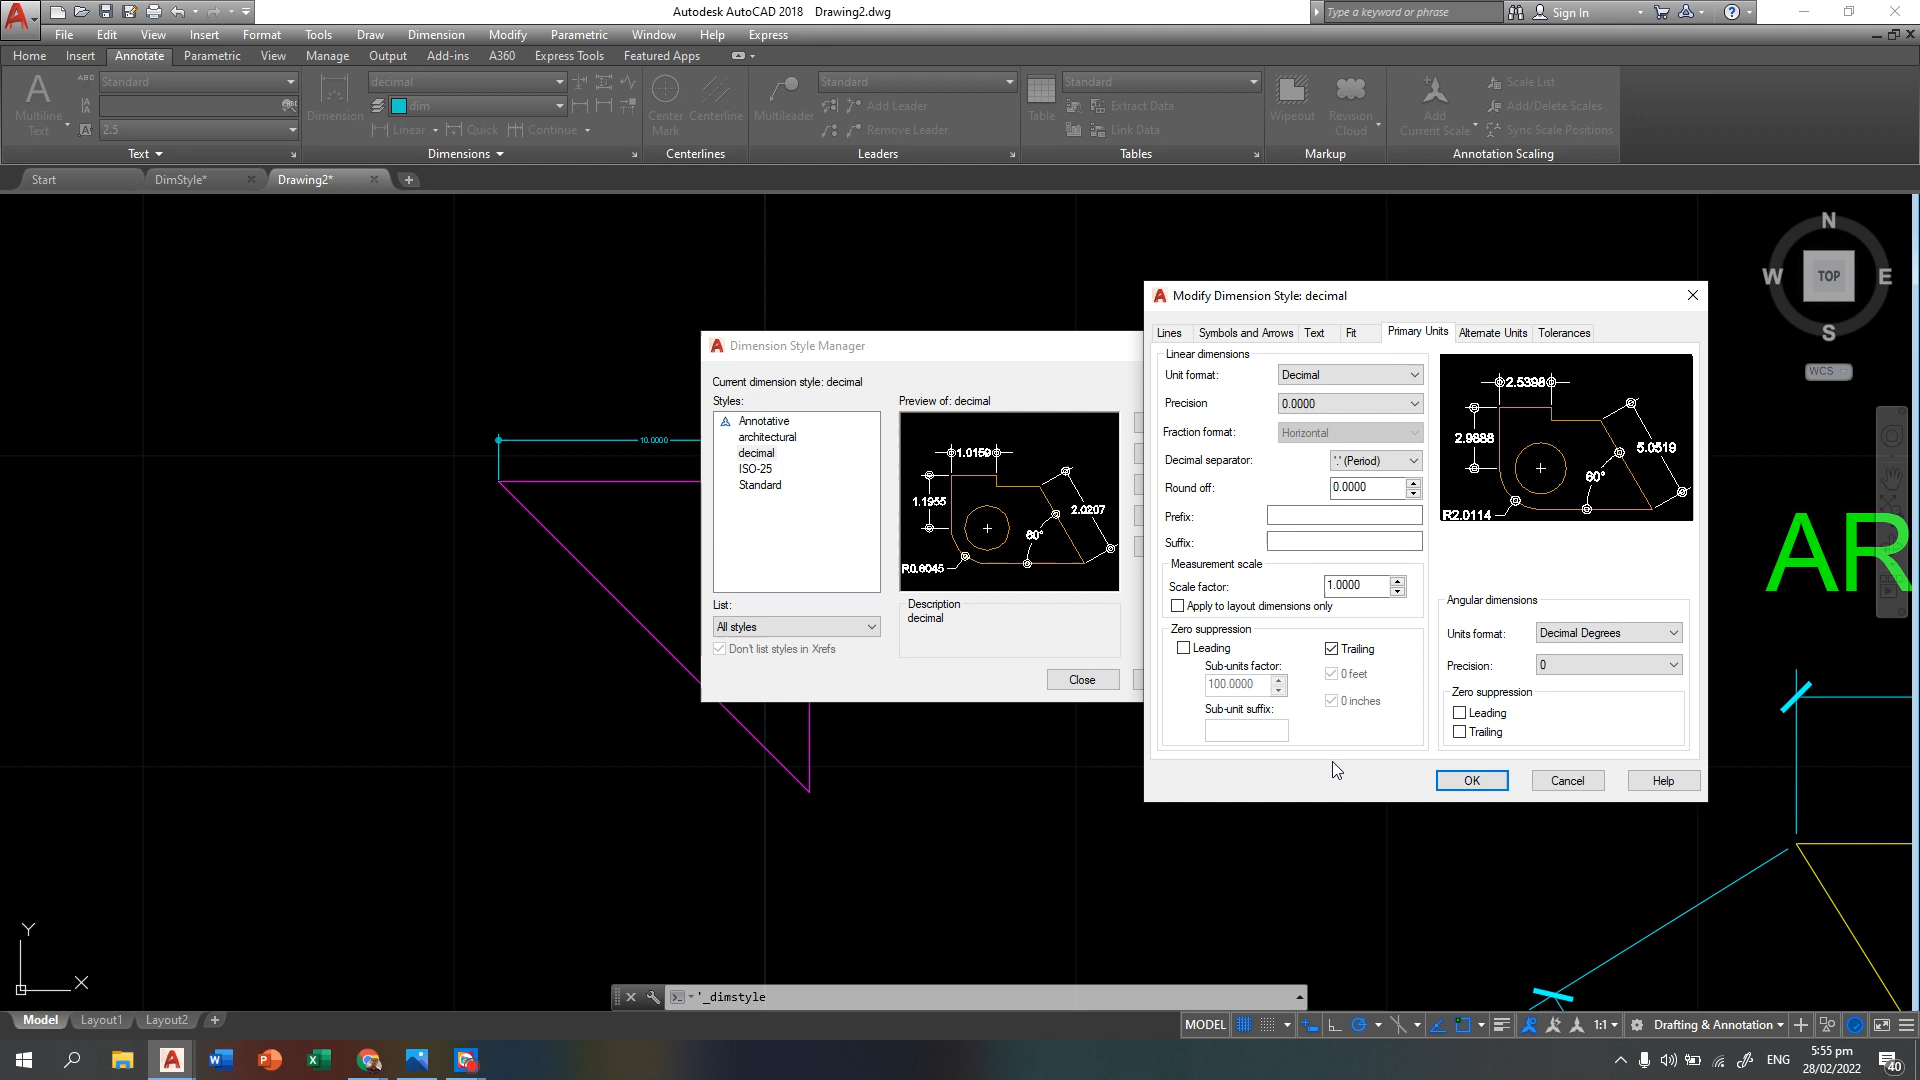 Autodesk AutoCAD 2018 Drawing2.dwg
Type a keyword or phrase
Sign In
File Edit View Insert Format Tools Draw Dimension Modify Parametric Window Help Express
Home Insert Annotate Parametric View Manage Output Add-ins A360 Express Tools Featured Apps
Multiline Text
ABC
Standard
2.5
Text
Dimension
decimal
dim
Linear Quick Continue
Dimensions
Center Mark
Centerline
Centerlines
Multileader
Standard
Add Leader
Remove Leader
Leaders
Table
Standard
Extract Data
Link Data
Tables
Wipeout
Revision Cloud
Markup
Add Current Scale
Scale List
Add/Delete Scales
Sync Scale Positions
Annotation Scaling
Start DimStyle* Drawing2*
N
W TOP E
S
WCS
10.0000
AR
Dimension Style Manager
Current dimension style: decimal
Styles:
Annotative
architectural
decimal
ISO-25
Standard
Preview of: decimal
1.0159
1.1955
2.0207
60°
R0.8045
List:
All styles
Don't list styles in Xrefs
Description
decimal
Close
Modify Dimension Style: decimal
Lines Symbols and Arrows Text Fit Primary Units Alternate Units Tolerances
Linear dimensions
Unit format: Decimal
Precision 0.0000
Fraction format: Horizontal
Decimal separator: '.' (Period)
Round off: 0.0000
Prefix:
Suffix:
Measurement scale
Scale factor: 1.0000
Apply to layout dimensions only
Zero suppression
Leading
Trailing
Sub-units factor:
100.0000
0 feet
Sub-unit suffix:
0 inches
2.5398
2.9888
5.0519
60°
R2.0114
Angular dimensions
Units format: Decimal Degrees
Precision: 0
Zero suppression
Leading
Trailing
OK Cancel Help
Y
X
'_dimstyle
Model Layout1 Layout2
MODEL
1:1
Drafting & Annotation
ENG
5:55 pm
28/02/2022
40